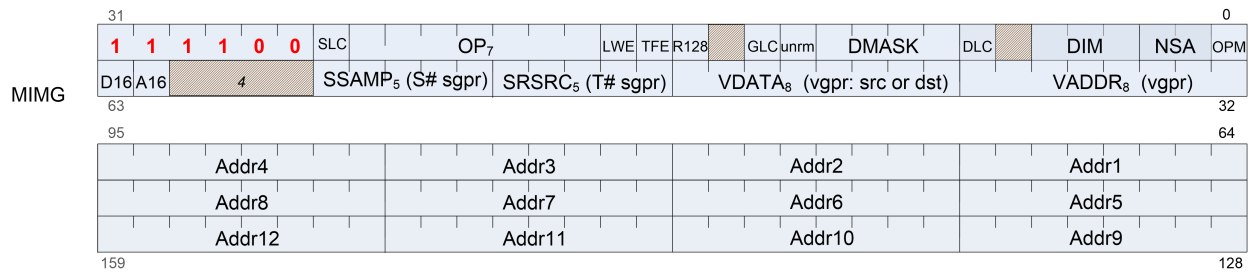 31 0
1 1 1 1 0 0 SLC OP7 LWE TFE R128 GLC unrm DMASK DLC DIM NSA OPM
MIMG
D16 A16 4 SSAMP5 (S# sgpr) SRSRC5 (T# sgpr) VDATA8 (vgpr: src or dst) VADDR8 (vgpr)
63 32
95 64
Addr4 Addr3 Addr2 Addr1
Addr8 Addr7 Addr6 Addr5
Addr12 Addr11 Addr10 Addr9
159 128